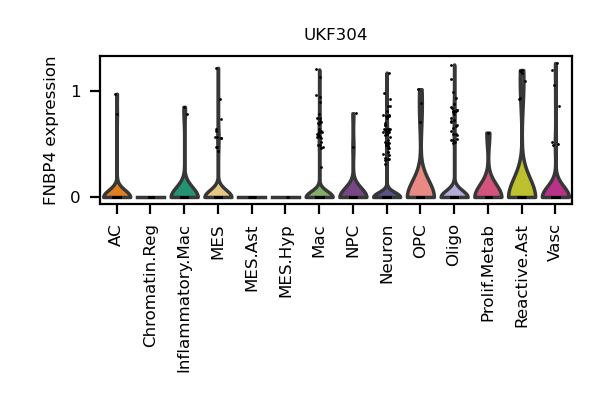 UKF304
FNBP4 expression
1
0
AC
Chromatin.Reg
Inflammatory.Mac
MES
MES.Ast
MES.Hyp
Mac
NPC
Neuron
OPC
Oligo
Prolif.Metab
Reactive.Ast
Vasc